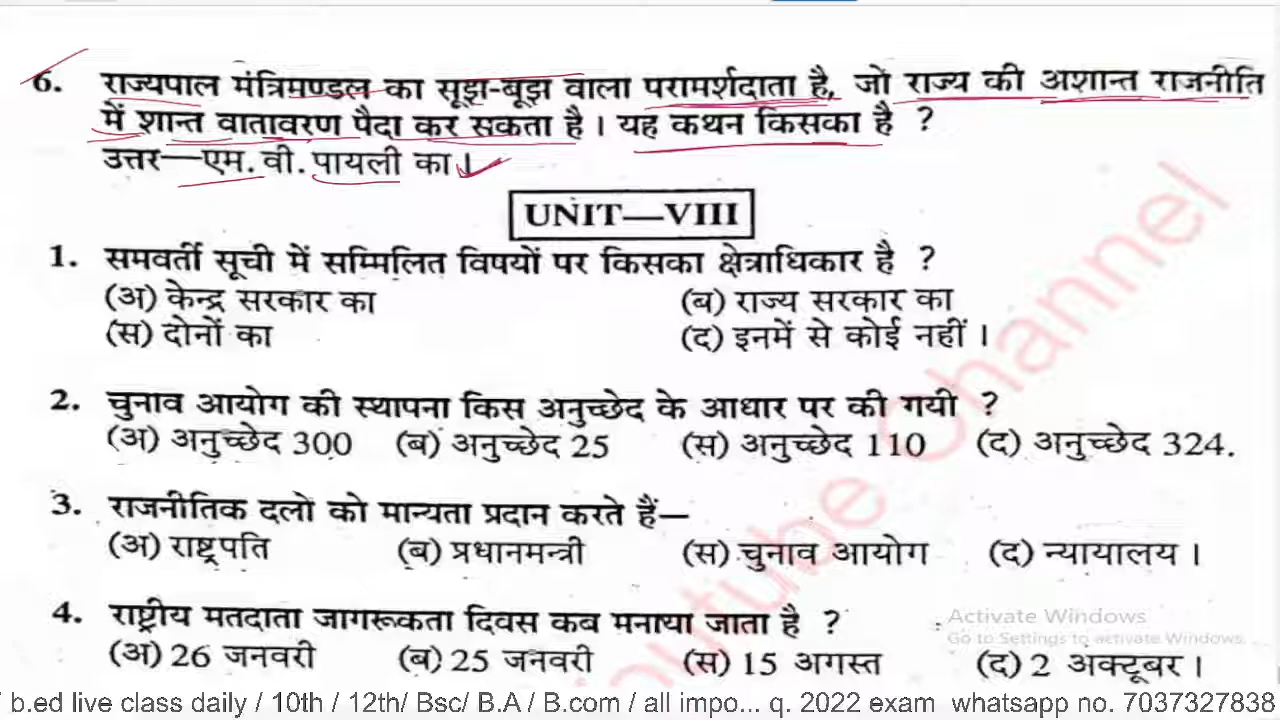 6. राज्यपाल मंत्रिमण्डल का सूझ-बूझ वाला परामर्शदाता है, जो राज्य की अशान्त राजनीति
में शान्त वातावरण पैदा कर सकता है। यह कथन किसका है ?
उत्तर—एम. वी. पायली का।
UNIT—VIII
1. समवर्ती सूची में सम्मिलित विषयों पर किसका क्षेत्राधिकार है ?
(अ) केन्द्र सरकार का (ब) राज्य सरकार का
(स) दोनों का (द) इनमें से कोई नहीं।
2. चुनाव आयोग की स्थापना किस अनुच्छेद के आधार पर की गयी ?
(अ) अनुच्छेद 300 (ब) अनुच्छेद 25 (स) अनुच्छेद 110 (द) अनुच्छेद 324.
3. राजनीतिक दलो को मान्यता प्रदान करते हैं—
(अ) राष्ट्रपति (ब) प्रधानमन्त्री (स) चुनाव आयोग (द) न्यायालय।
4. राष्ट्रीय मतदाता जागरूकता दिवस कब मनाया जाता है ?
(अ) 26 जनवरी (ब) 25 जनवरी (स) 15 अगस्त (द) 2 अक्टूबर।
outube Channel
Activate Windows
Go to Settings to activate Windows.
b.ed live class daily / 10th / 12th/ Bsc/ B.A / B.com / all impo... q. 2022 exam whatsapp no. 7037327838